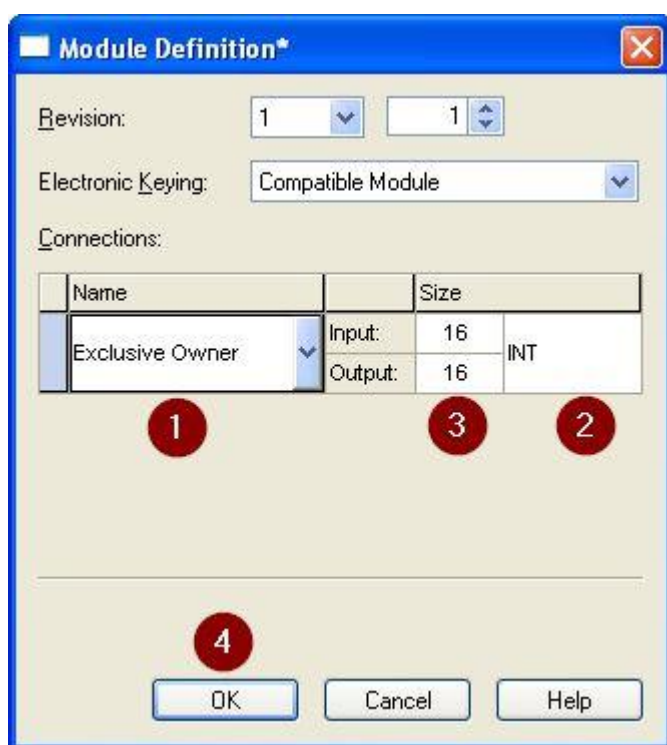 Module Definition*
Revision: 1 1
Electronic Keying: Compatible Module
Connections:
Name Size
Exclusive Owner Input: 16 INT
Output: 16
1 3 2
4
OK Cancel Help